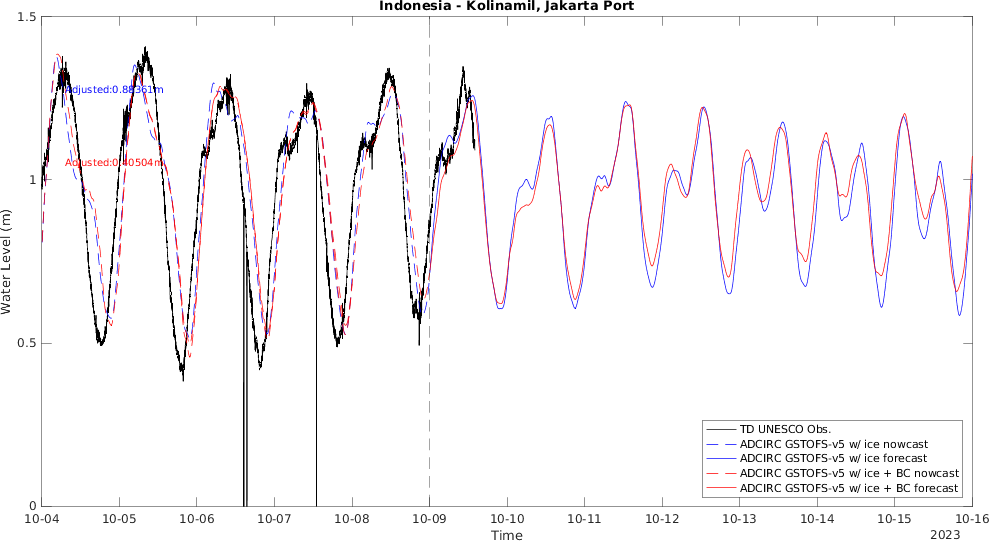 Indonesia - Kolinamil, Jakarta Port
1.5
1
0.5
0
Water Level (m)
Adjusted:0.88361m
Adjusted:0.40504m
TD UNESCO Obs.
ADCIRC GSTOFS-v5 w/ ice nowcast
ADCIRC GSTOFS-v5 w/ ice forecast
ADCIRC GSTOFS-v5 w/ ice + BC nowcast
ADCIRC GSTOFS-v5 w/ ice + BC forecast
10-04 10-05 10-06 10-07 10-08 10-09 10-10 10-11 10-12 10-13 10-14 10-15 10-16
Time
2023